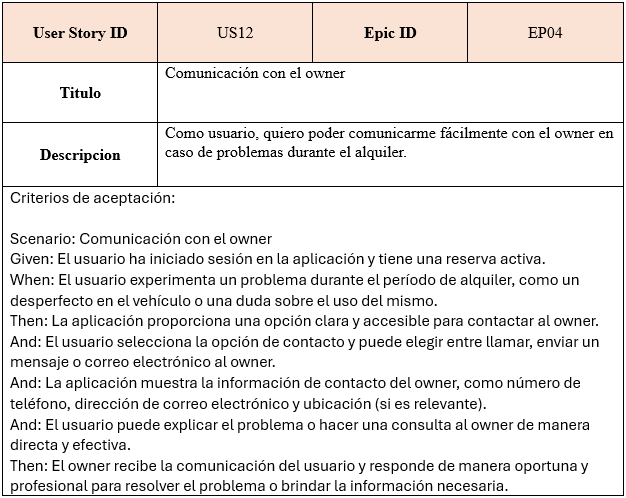 User Story ID US12 Epic ID EP04
Titulo Comunicación con el owner
Descripcion Como usuario, quiero poder comunicarme fácilmente con el owner en
caso de problemas durante el alquiler.
Criterios de aceptación:
Scenario: Comunicación con el owner
Given: El usuario ha iniciado sesión en la aplicación y tiene una reserva activa.
When: El usuario experimenta un problema durante el período de alquiler, como un
desperfecto en el vehículo o una duda sobre el uso del mismo.
Then: La aplicación proporciona una opción clara y accesible para contactar al owner.
And: El usuario selecciona la opción de contacto y puede elegir entre llamar, enviar un
mensaje o correo electrónico al owner.
And: La aplicación muestra la información de contacto del owner, como número de
teléfono, dirección de correo electrónico y ubicación (si es relevante).
And: El usuario puede explicar el problema o hacer una consulta al owner de manera
directa y efectiva.
Then: El owner recibe la comunicación del usuario y responde de manera oportuna y
profesional para resolver el problema o brindar la información necesaria.